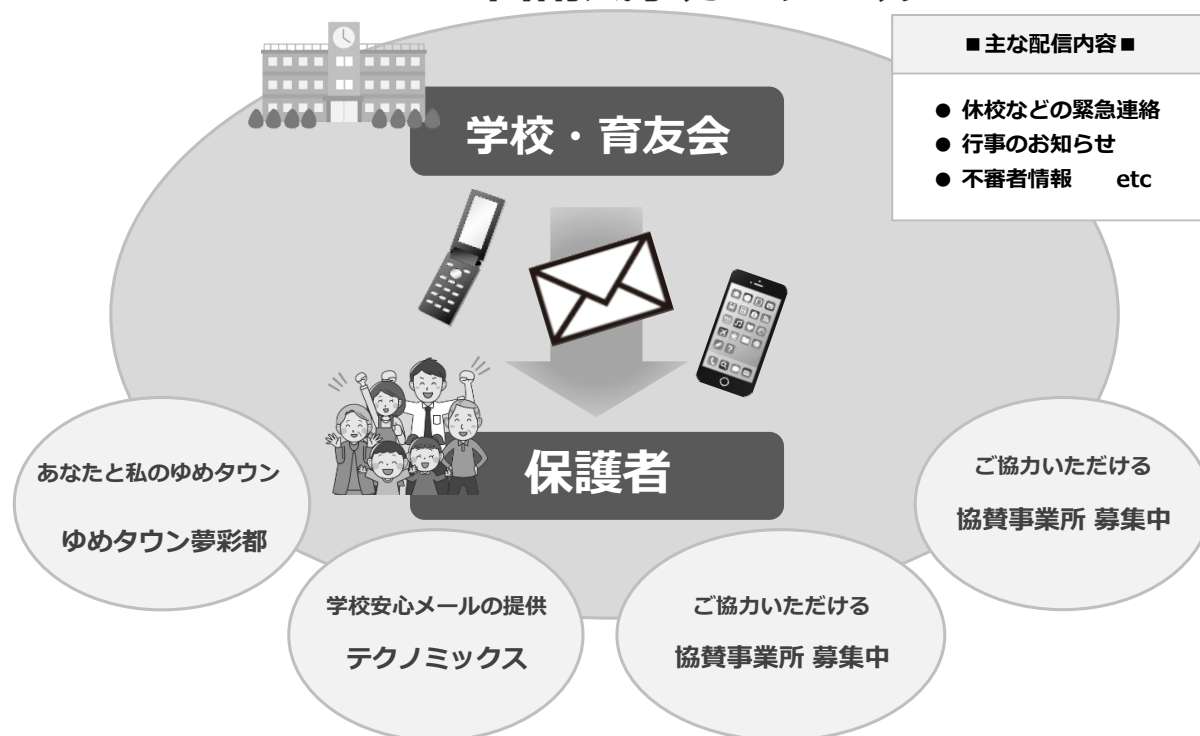 ■主な配信内容■
● 休校などの緊急連絡
● 行事のお知らせ
● 不審者情報　　etc
学校・育友会
保護者
あなたと私のゆめタウン
ゆめタウン夢彩都
学校安心メールの提供
テクノミックス
ご協力いただける
協賛事業所 募集中
ご協力いただける
協賛事業所 募集中